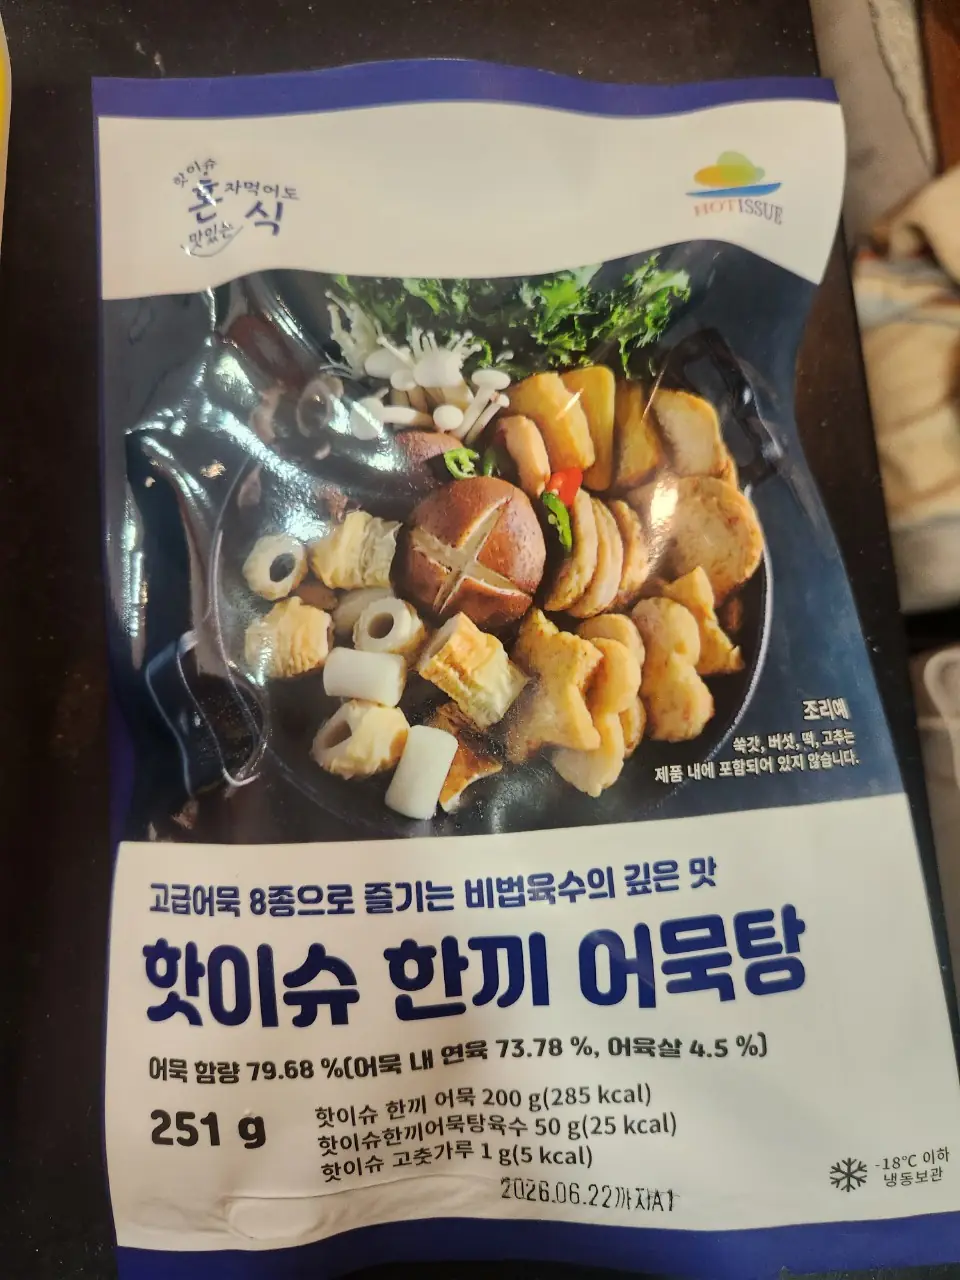 핫이슈
혼자먹어도
맛있는 식
HOTISSUE
조리예
쑥갓, 버섯, 떡, 고추는
제품 내에 포함되어 있지 않습니다.
고급어묵 8종으로 즐기는 비법육수의 깊은 맛
핫이슈 한끼 어묵탕
어묵 함량 79.68 %(어묵 내 연육 73.78 %, 어육살 4.5 %)
251 g
핫이슈 한끼 어묵 200 g(285 kcal)
핫이슈한끼어묵탕육수 50 g(25 kcal)
핫이슈 고춧가루 1 g(5 kcal)
2026.06.22까지A1
-18℃ 이하
냉동보관